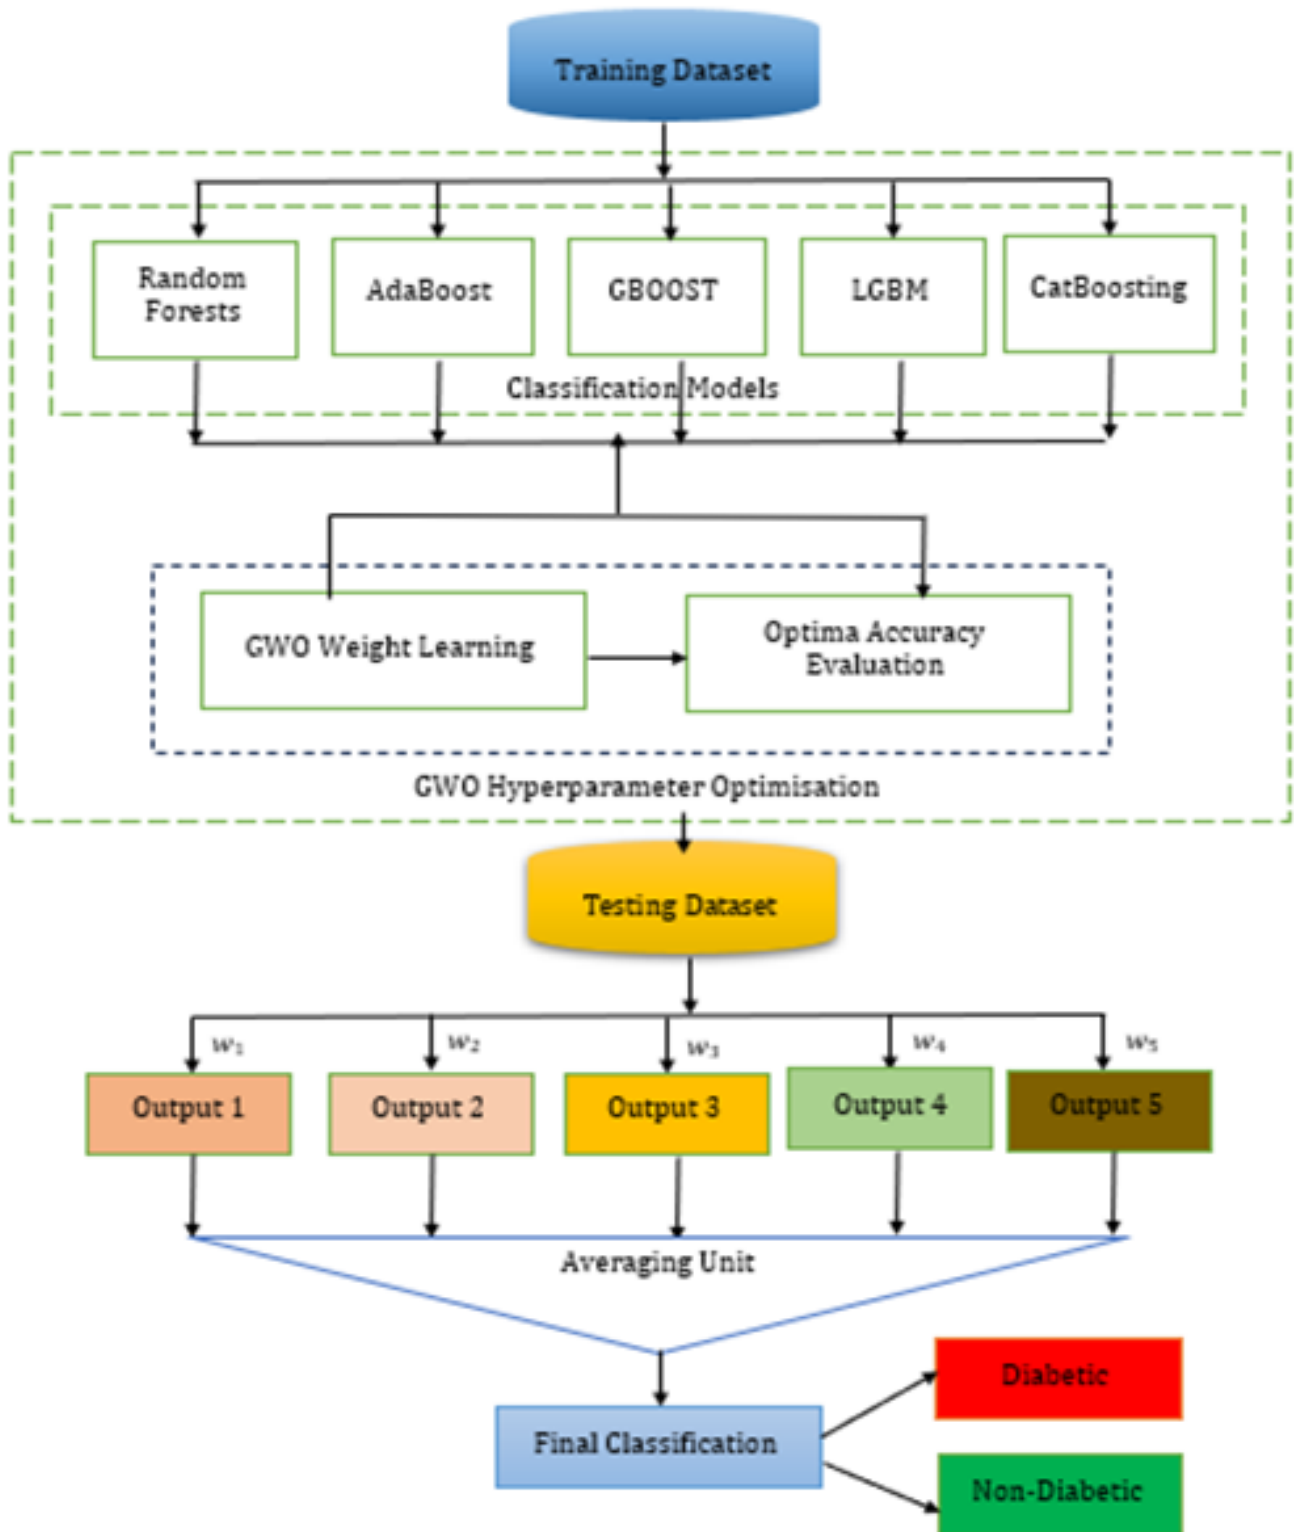 Training Dataset
Random
Forests
AdaBoost
GBOOST
LGBM
CatBoosting
Classification Models
GWO Weight Learning
Optima Accuracy
Evaluation
GWO Hyperparameter Optimisation
Testing Dataset
w₁
w₂
w₃
w₄
w₅
Output 1
Output 2
Output 3
Output 4
Output 5
Averaging Unit
Final Classification
Diabetic
Non-Diabetic